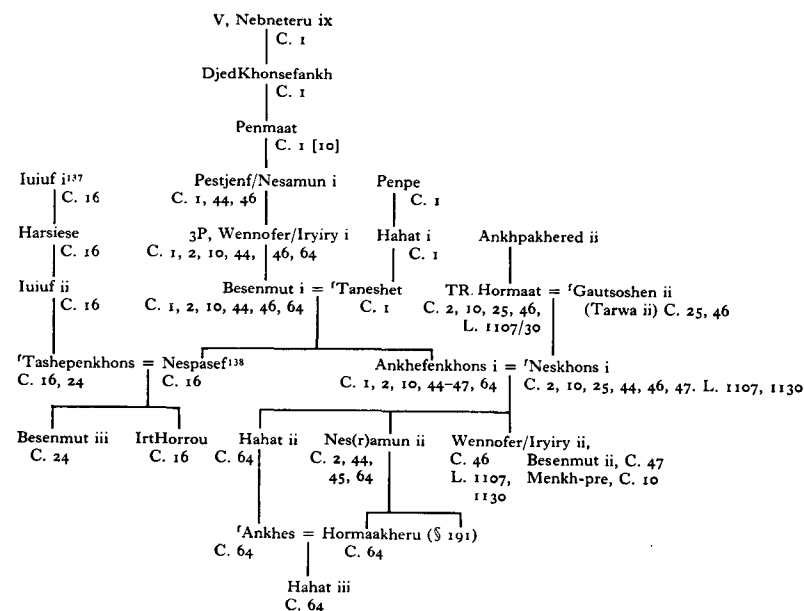 V, Nebneteru ix
C. 1
DjedKhonsefankh
C. 1
Penmaat
C. 1 [10]
Iuiuf i¹³⁷ Pestjenf/Nesamun i Penpe
C. 16 C. 1, 44, 46 C. 1
Harsiese 3P, Wennofer/Iryiry i Hahat i Ankhpakhered ii
C. 16 C. 1, 2, 10, 44, 46, 64 C. 1
Iuiuf ii Besenmut i = ᶠTaneshet TR. Hormaat = ᶠGautsoshen ii
C. 16 C. 1, 2, 10, 44, 46, 64 C. 1 C. 2, 10, 25, 46, (Tarwa ii) C. 25, 46
L. 1107/30
ᶠTashepenkhons = Nespasef¹³⁸ Ankhefenkhons i = ᶠNeskhons i
C. 16, 24 C. 16 C. 1, 2, 10, 44–47, 64 C. 2, 10, 25, 44, 46, 47. L. 1107, 1130
Besenmut iii IrtHorrou Hahat ii Nes(r)amun ii Wennofer/Iryiry ii,
C. 24 C. 16 C. 64 C. 2, 44, C. 46 Besenmut ii, C. 47
45, 64 L. 1107, Menkh-pre, C. 10
1130
ᶠAnkhes = Hormaakheru (§ 191)
C. 64 C. 64
Hahat iii
C. 64